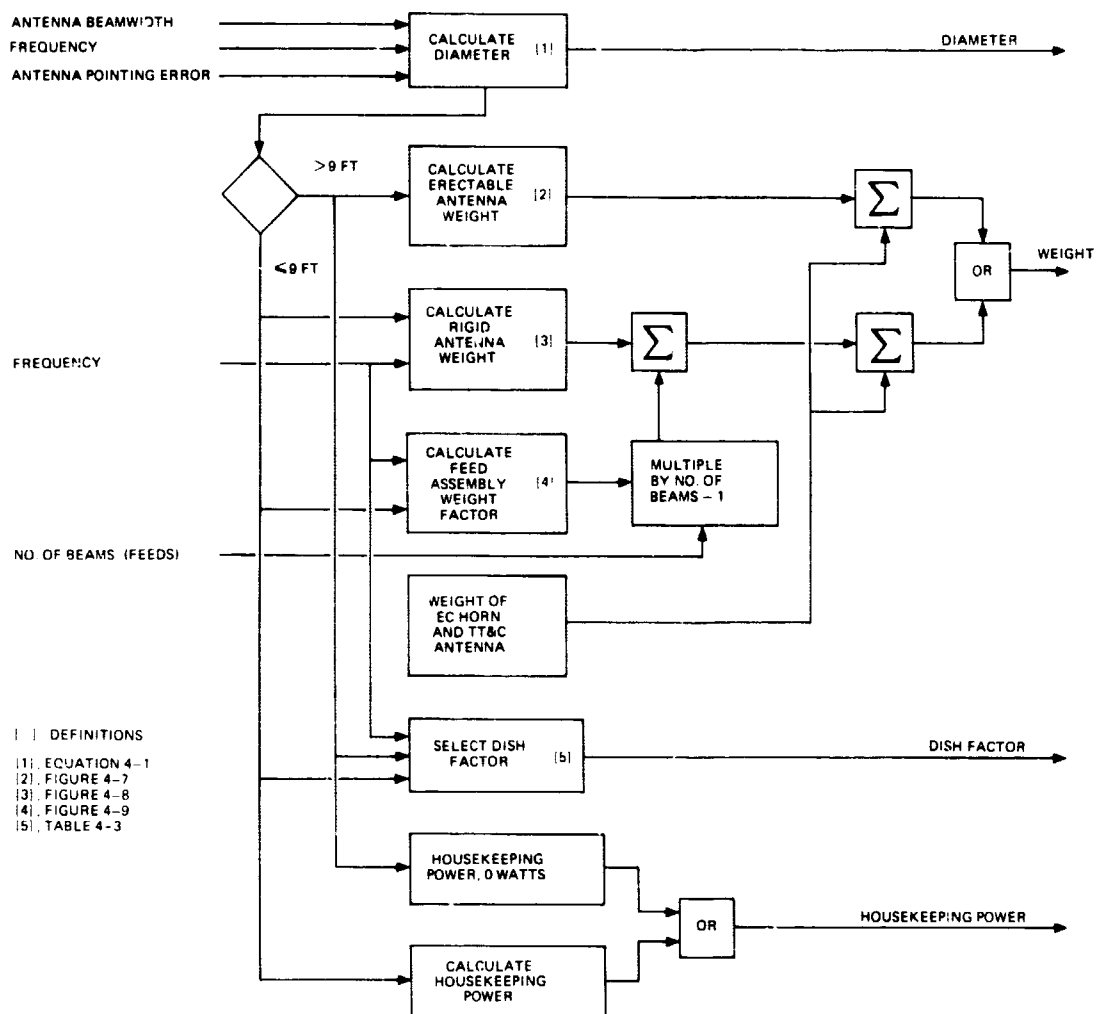 ANTENNA BEAMWIDTH
FREQUENCY
ANTENNA POINTING ERROR
CALCULATE
DIAMETER
[1]
DIAMETER
>9 FT
≤9 FT
CALCULATE
ERECTABLE
ANTENNA
WEIGHT
[2]
Σ
OR
WEIGHT
FREQUENCY
CALCULATE
RIGID
ANTENNA
WEIGHT
[3]
Σ
Σ
CALCULATE
FEED
ASSEMBLY
WEIGHT
FACTOR
[4]
MULTIPLE
BY NO. OF
BEAMS – 1
NO. OF BEAMS (FEEDS)
WEIGHT OF
EC HORN
AND TT&C
ANTENNA
[ ] DEFINITIONS
[1], EQUATION 4–1
[2], FIGURE 4–7
[3], FIGURE 4–8
[4], FIGURE 4–9
[5], TABLE 4–3
SELECT DISH
FACTOR
[5]
DISH FACTOR
HOUSEKEEPING
POWER, 0 WATTS
OR
HOUSEKEEPING POWER
CALCULATE
HOUSEKEEPING
POWER